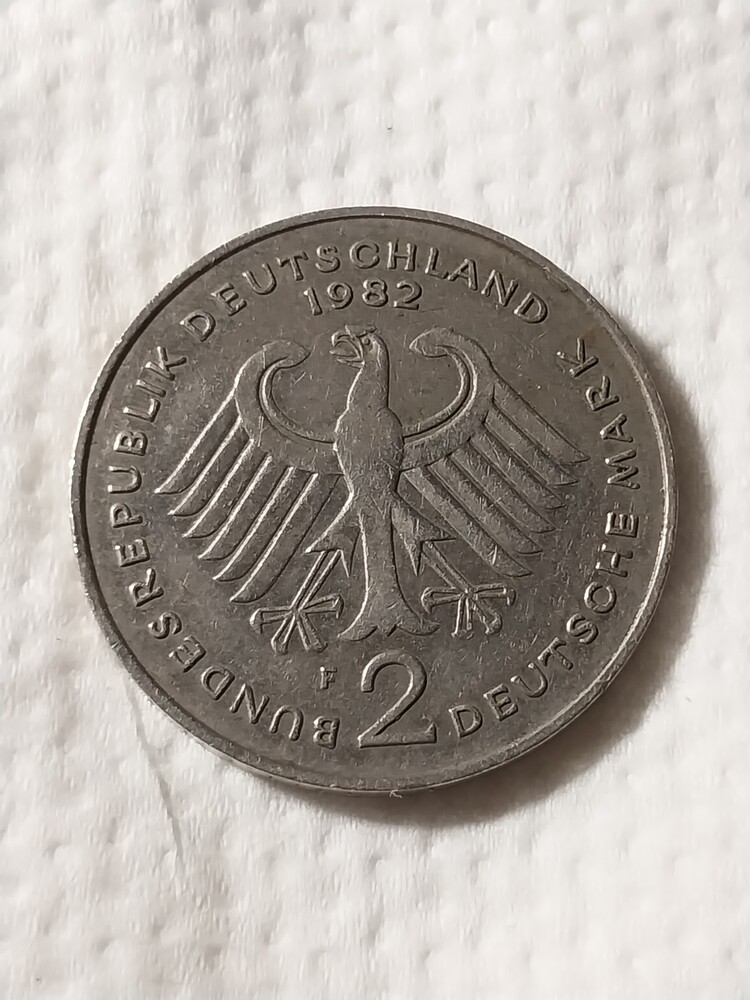 BUNDESREPUBLIK DEUTSCHLAND
1982
F
2
DEUTSCHE MARK